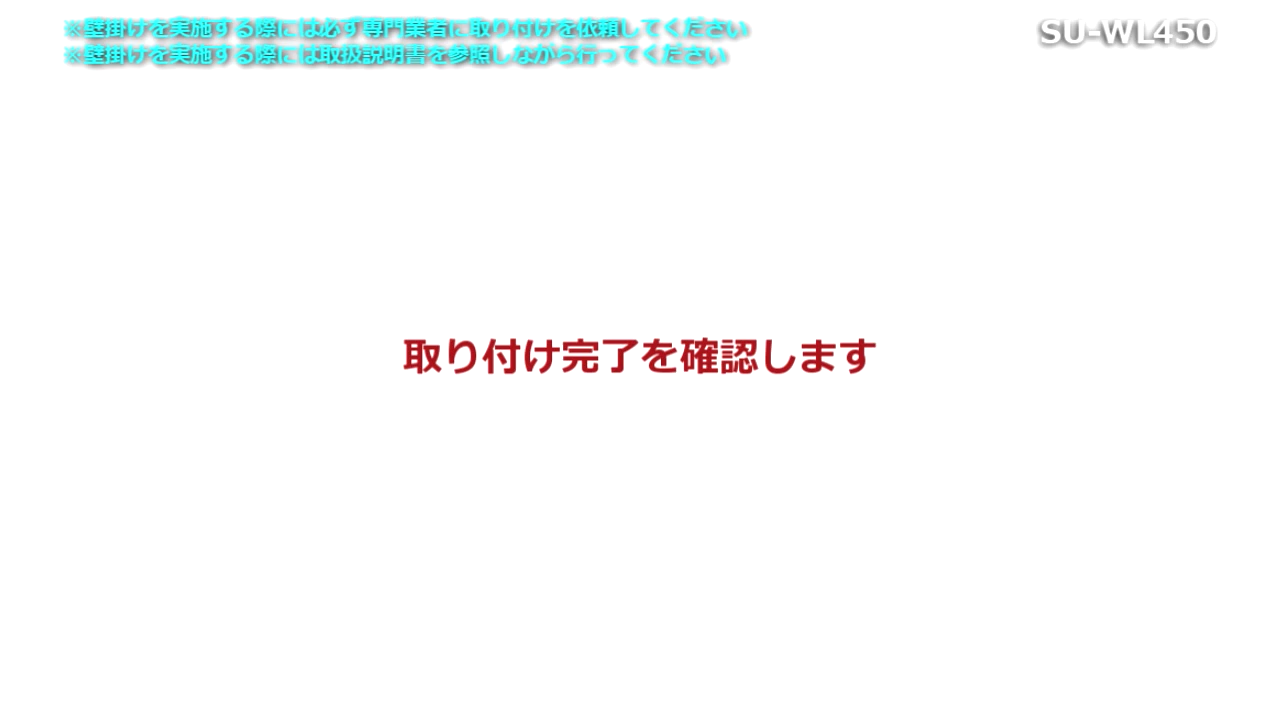 ※壁掛けを実施する際には必ず専門業者に取り付けを依頼してください
※壁掛けを実施する際には取扱説明書を参照しながら行ってください
SU-WL450
取り付け完了を確認します